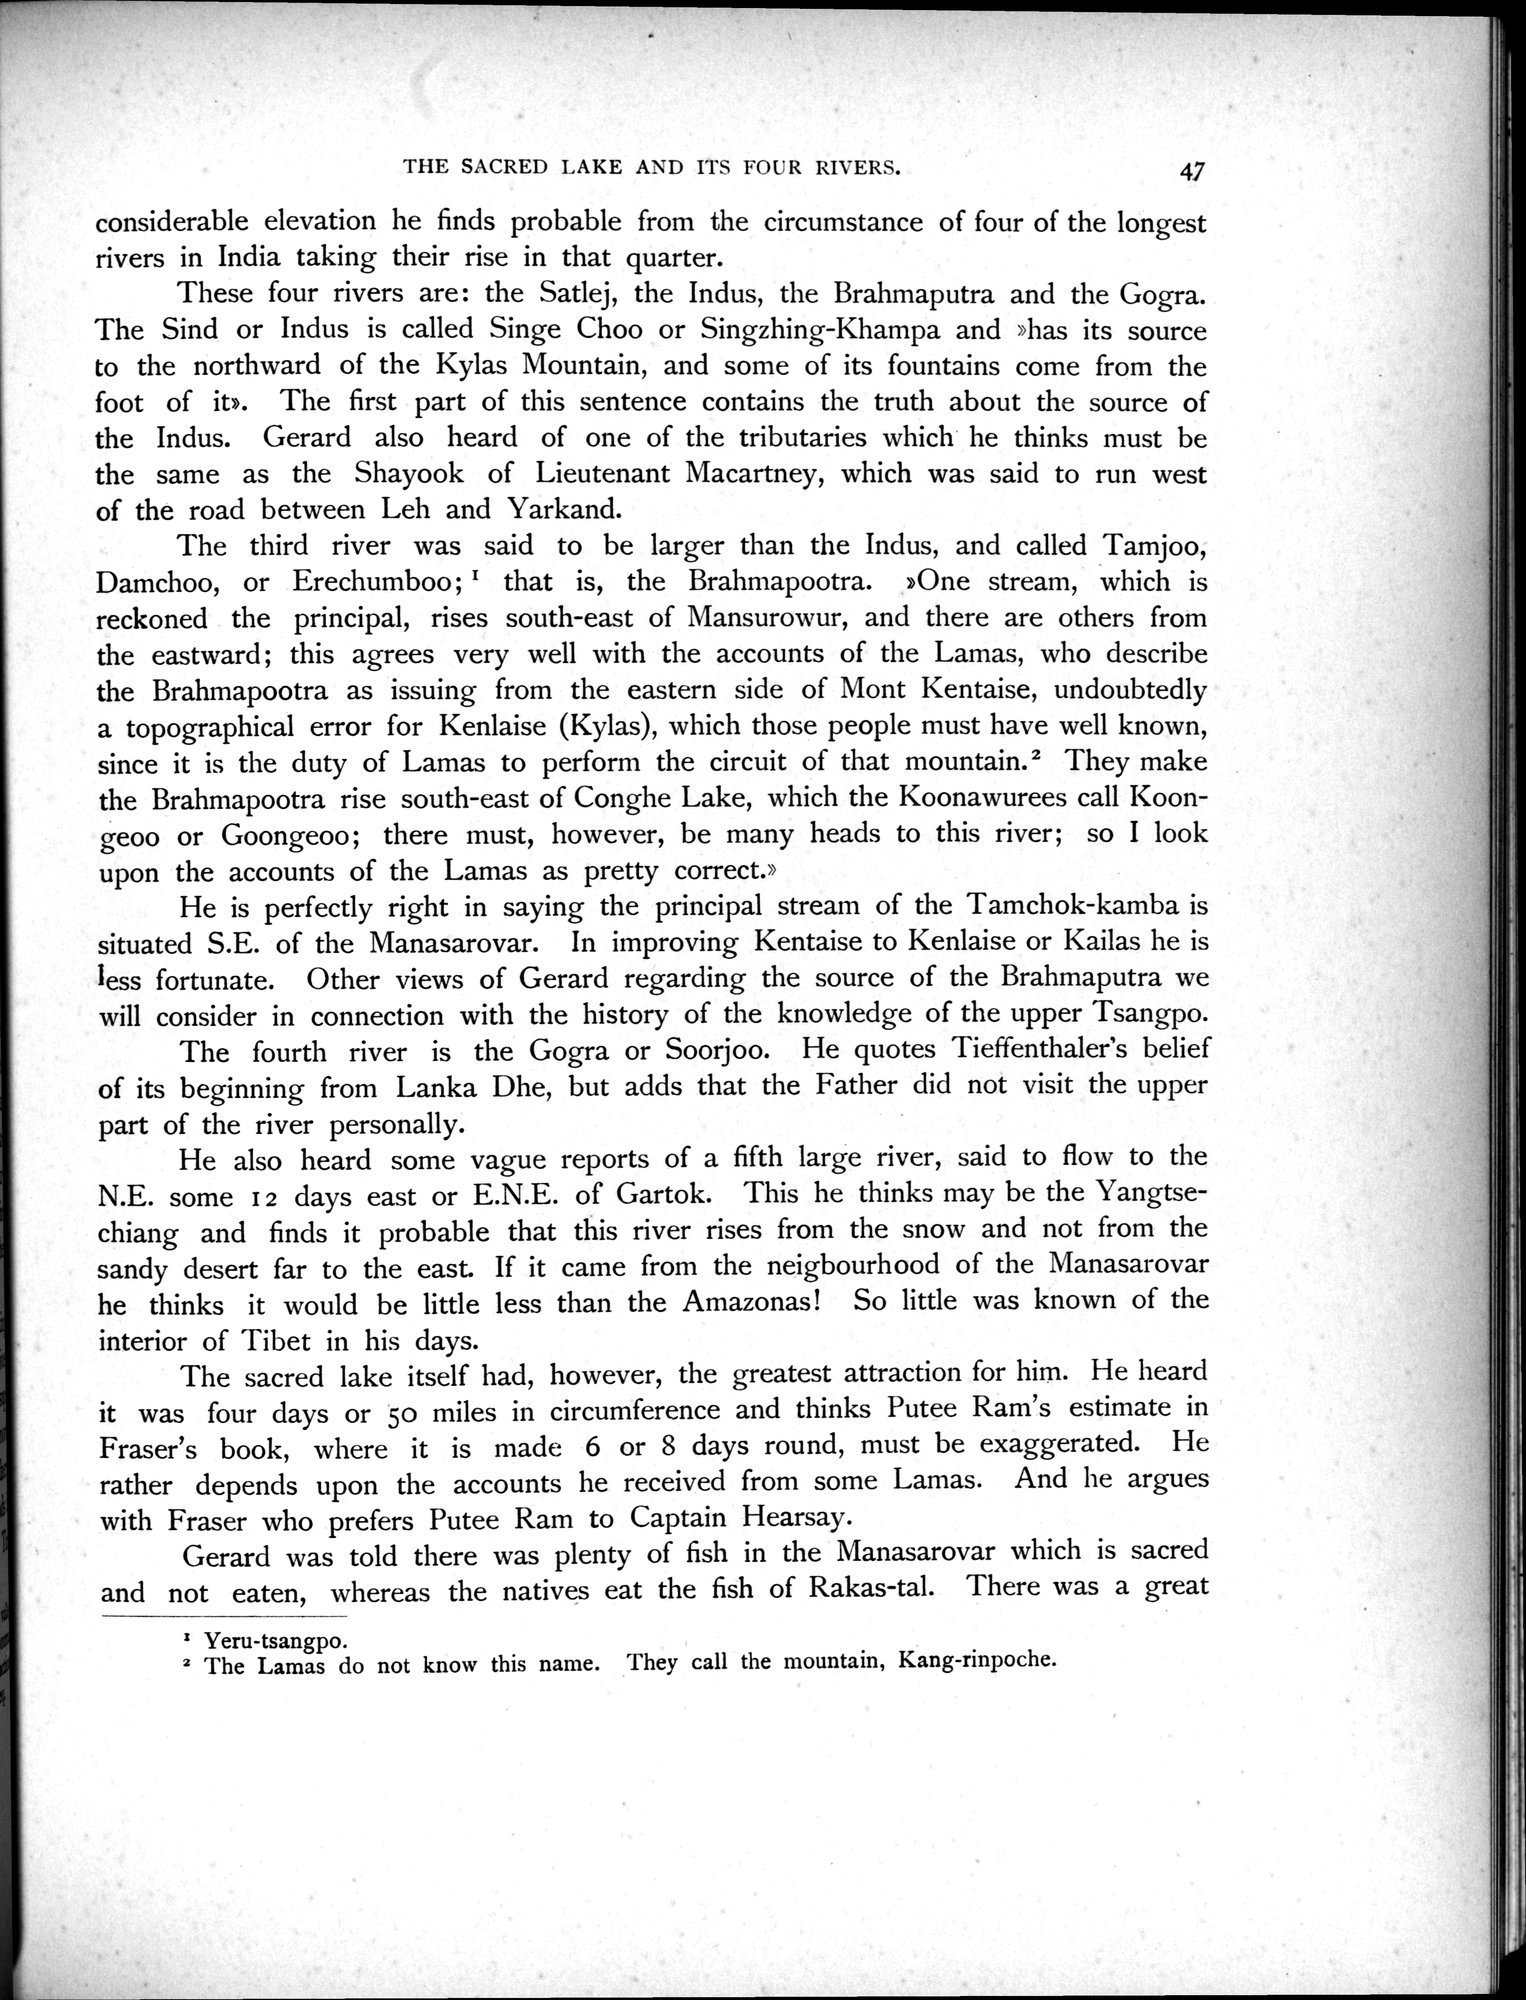 THE SACRED LAKE AND ITS FOUR RIVERS. 47
considerable elevation he finds probable from the circumstance of four of the longest
rivers in India taking their rise in that quarter.
These four rivers are: the Satlej, the Indus, the Brahmaputra and the Gogra.
The Sind or Indus is called Singe Choo or Singzhing-Khampa and »has its source
to the northward of the Kylas Mountain, and some of its fountains come from the
foot of it». The first part of this sentence contains the truth about the source of
the Indus. Gerard also heard of one of the tributaries which he thinks must be
the same as the Shayook of Lieutenant Macartney, which was said to run west
of the road between Leh and Yarkand.
The third river was said to be larger than the Indus, and called Tamjoo,
Damchoo, or Erechumboo;¹ that is, the Brahmapootra. »One stream, which is
reckoned the principal, rises south-east of Mansurowur, and there are others from
the eastward; this agrees very well with the accounts of the Lamas, who describe
the Brahmapootra as issuing from the eastern side of Mont Kentaise, undoubtedly
a topographical error for Kenlaise (Kylas), which those people must have well known,
since it is the duty of Lamas to perform the circuit of that mountain.² They make
the Brahmapootra rise south-east of Conghe Lake, which the Koonawurees call Koon-
geoo or Goongeoo; there must, however, be many heads to this river; so I look
upon the accounts of the Lamas as pretty correct.»
He is perfectly right in saying the principal stream of the Tamchok-kamba is
situated S.E. of the Manasarovar. In improving Kentaise to Kenlaise or Kailas he is
less fortunate. Other views of Gerard regarding the source of the Brahmaputra we
will consider in connection with the history of the knowledge of the upper Tsangpo.
The fourth river is the Gogra or Soorjoo. He quotes Tieffenthaler's belief
of its beginning from Lanka Dhe, but adds that the Father did not visit the upper
part of the river personally.
He also heard some vague reports of a fifth large river, said to flow to the
N.E. some 12 days east or E.N.E. of Gartok. This he thinks may be the Yangtse-
chiang and finds it probable that this river rises from the snow and not from the
sandy desert far to the east. If it came from the neigbourhood of the Manasarovar
he thinks it would be little less than the Amazonas! So little was known of the
interior of Tibet in his days.
The sacred lake itself had, however, the greatest attraction for him. He heard
it was four days or 50 miles in circumference and thinks Putee Ram's estimate in
Fraser's book, where it is made 6 or 8 days round, must be exaggerated. He
rather depends upon the accounts he received from some Lamas. And he argues
with Fraser who prefers Putee Ram to Captain Hearsay.
Gerard was told there was plenty of fish in the Manasarovar which is sacred
and not eaten, whereas the natives eat the fish of Rakas-tal. There was a great
¹ Yeru-tsangpo.
² The Lamas do not know this name. They call the mountain, Kang-rinpoche.